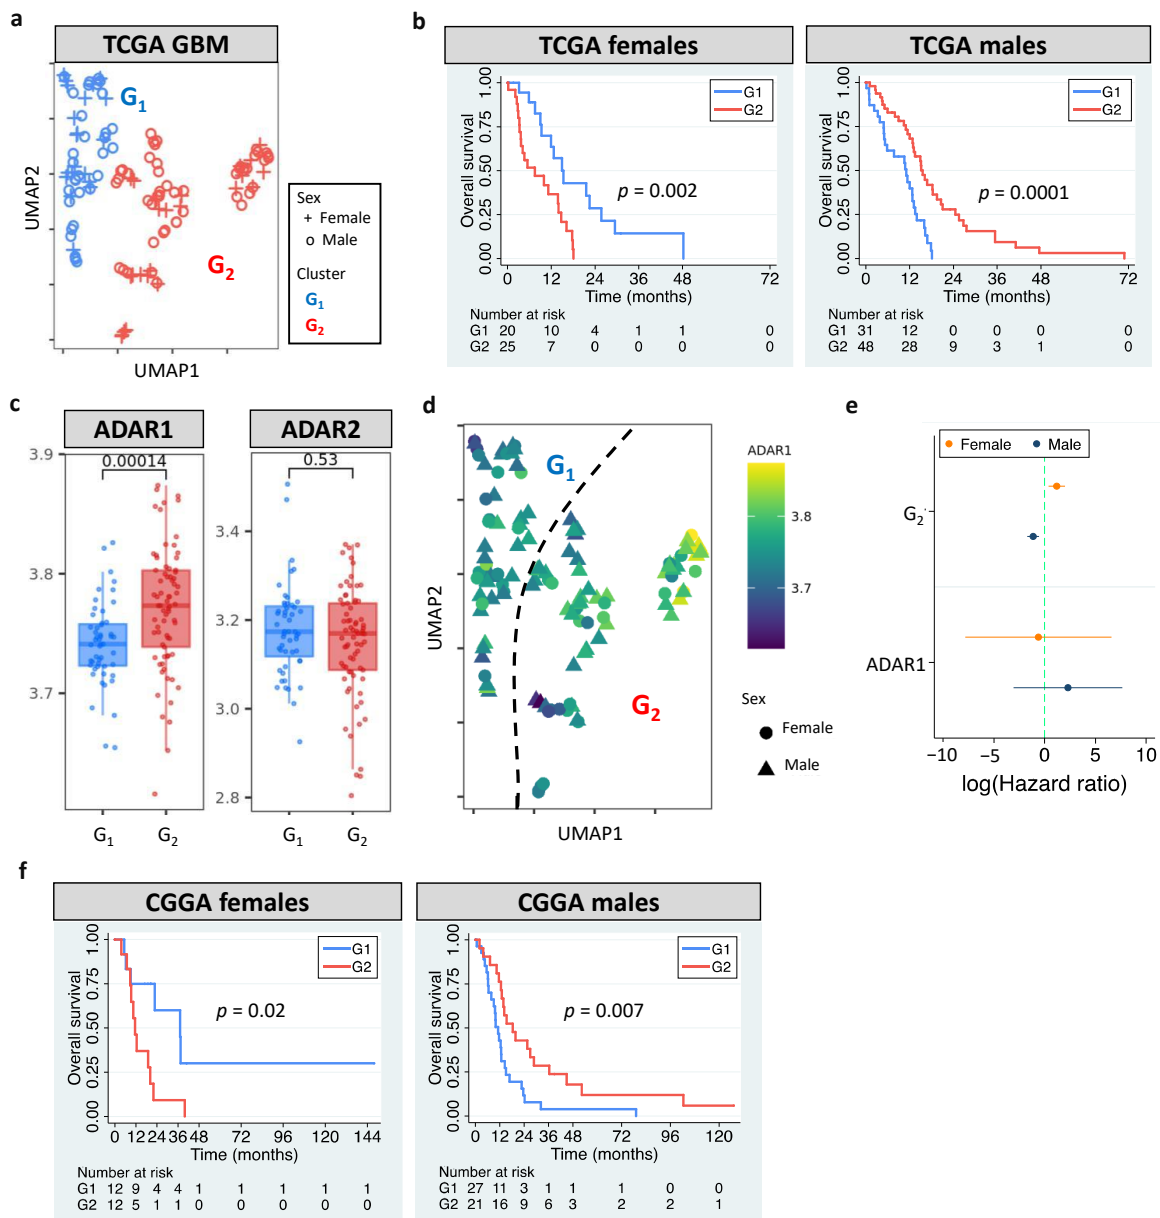 a
TCGA GBM
G1
G2
UMAP2
UMAP1
Sex
+ Female
o Male
Cluster
G1
G2
b
TCGA females
Overall survival
1.00
0.75
0.50
0.25
0.00
G1
G2
p = 0.002
0 12 24 36 48 72
Time (months)
Number at risk
G1 20 10 4 1 1 0
G2 25 7 0 0 0 0
TCGA males
Overall survival
1.00
0.75
0.50
0.25
0.00
G1
G2
p = 0.0001
0 12 24 36 48 72
Time (months)
Number at risk
G1 31 12 0 0 0 0
G2 48 28 9 3 1 0
c
ADAR1
0.00014
3.9
3.8
3.7
G1 G2
ADAR2
0.53
3.4
3.2
3.0
2.8
G1 G2
d
G1
G2
UMAP2
UMAP1
ADAR1
3.8
3.7
Sex
Female
Male
e
Female Male
G2
ADAR1
−10 −5 0 5 10
log(Hazard ratio)
f
CGGA females
Overall survival
1.00
0.75
0.50
0.25
0.00
G1
G2
p = 0.02
0 12 24 36 48 72 96 120 144
Time (months)
Number at risk
G1 12 9 4 4 1 1 1 1 1
G2 12 5 1 1 0 0 0 0 0
CGGA males
Overall survival
1.00
0.75
0.50
0.25
0.00
G1
G2
p = 0.007
0 12 24 36 48 72 96 120
Time (months)
Number at risk
G1 27 11 3 1 1 1 0 0
G2 21 16 9 6 3 2 2 1